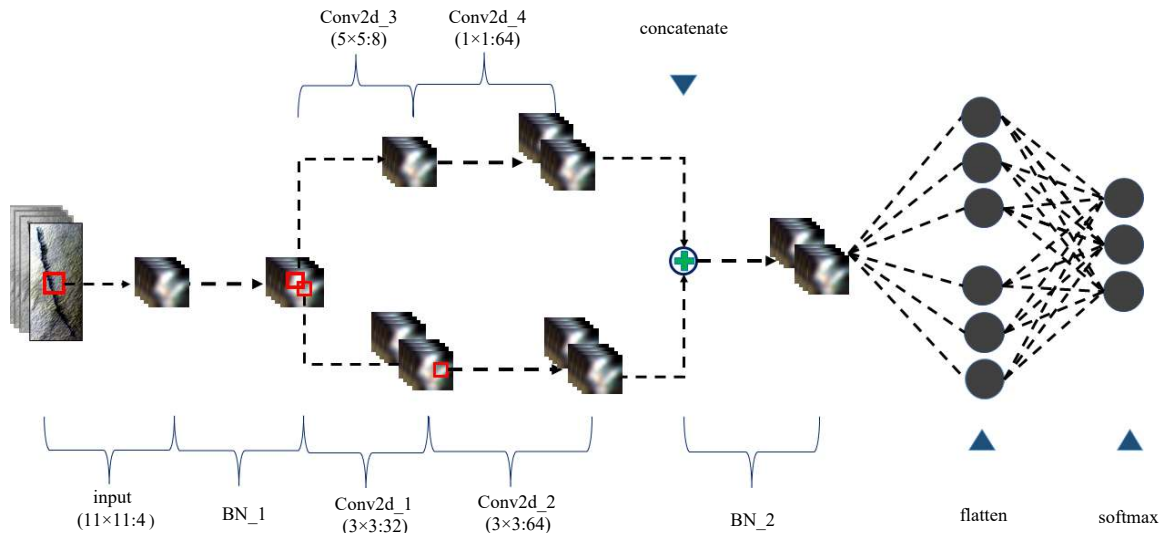 Conv2d_3
(5×5:8)
Conv2d_4
(1×1:64)
concatenate
input
(11×11:4)
BN_1
Conv2d_1
(3×3:32)
Conv2d_2
(3×3:64)
BN_2
flatten
softmax